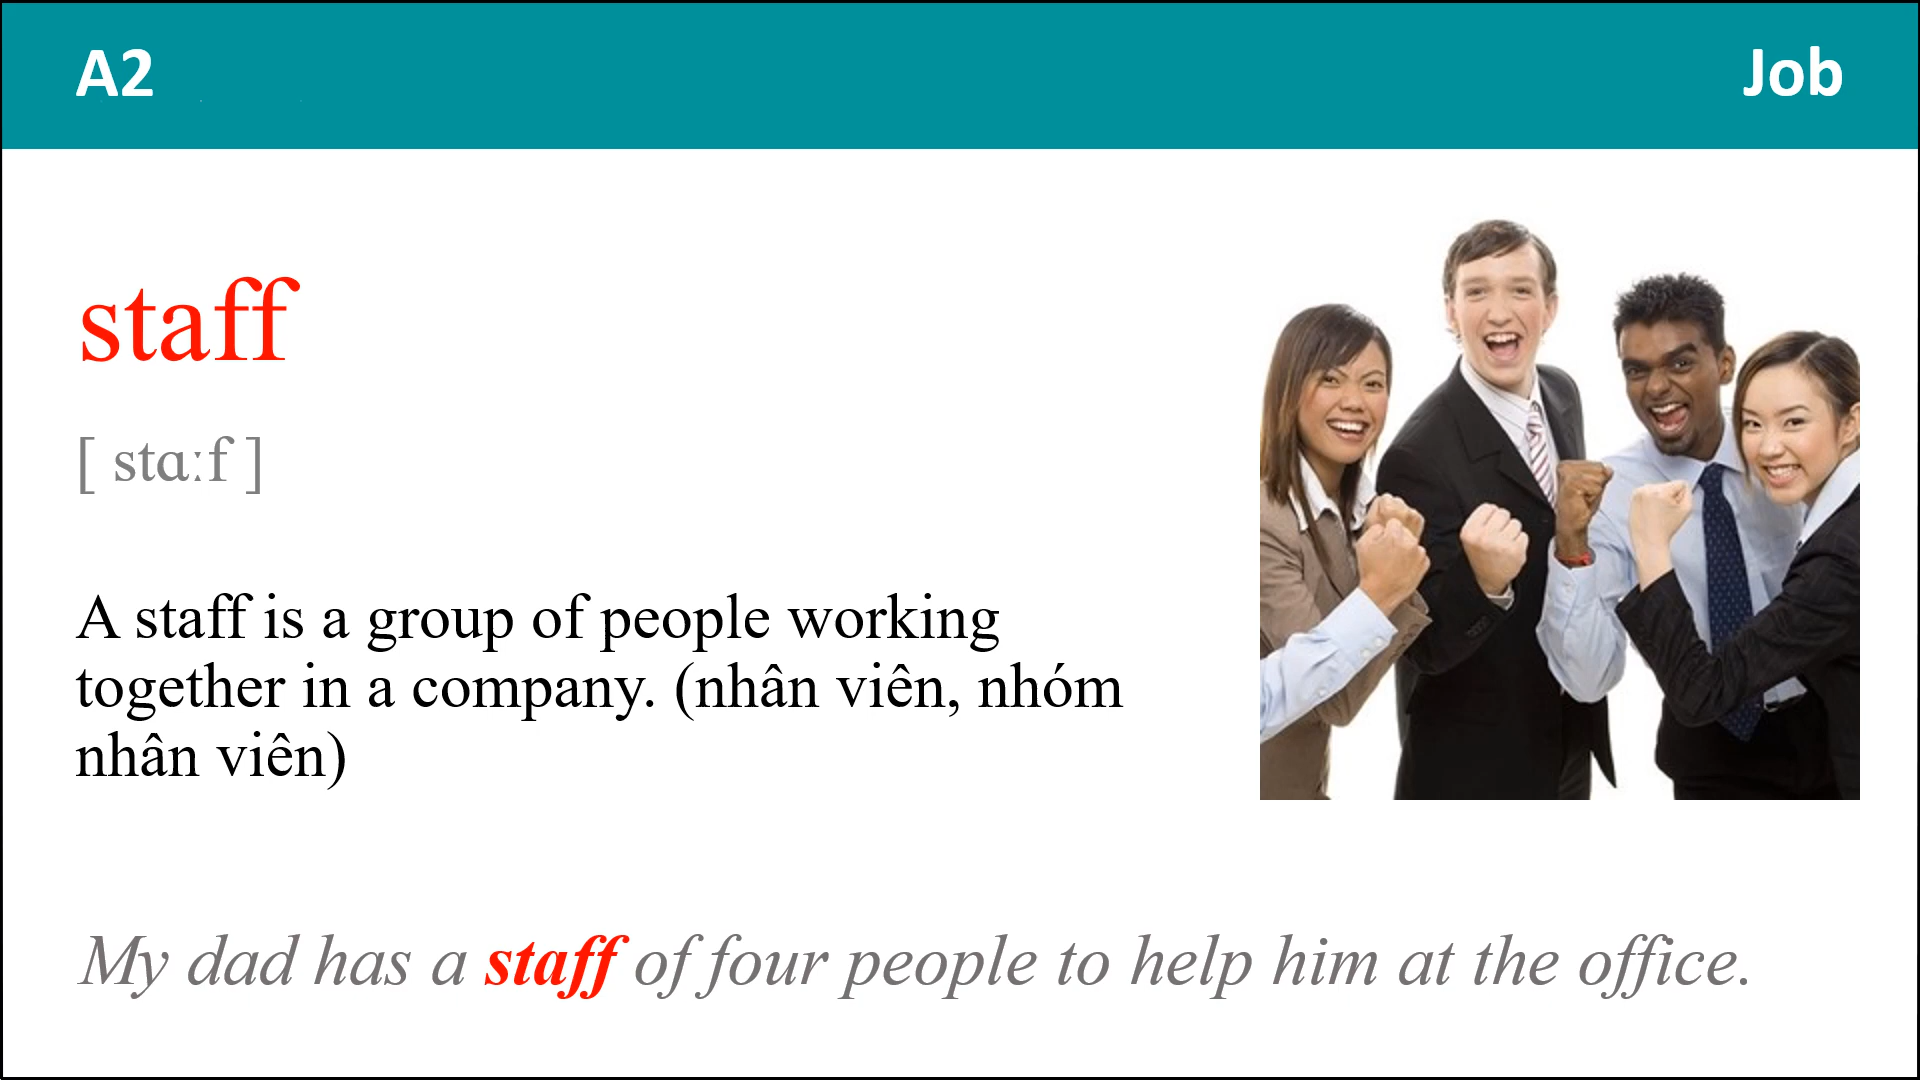 A2
Job
staff
[ stɑːf ]
A staff is a group of people working
together in a company. (nhân viên, nhóm
nhân viên)
My dad has a staff of four people to help him at the office.